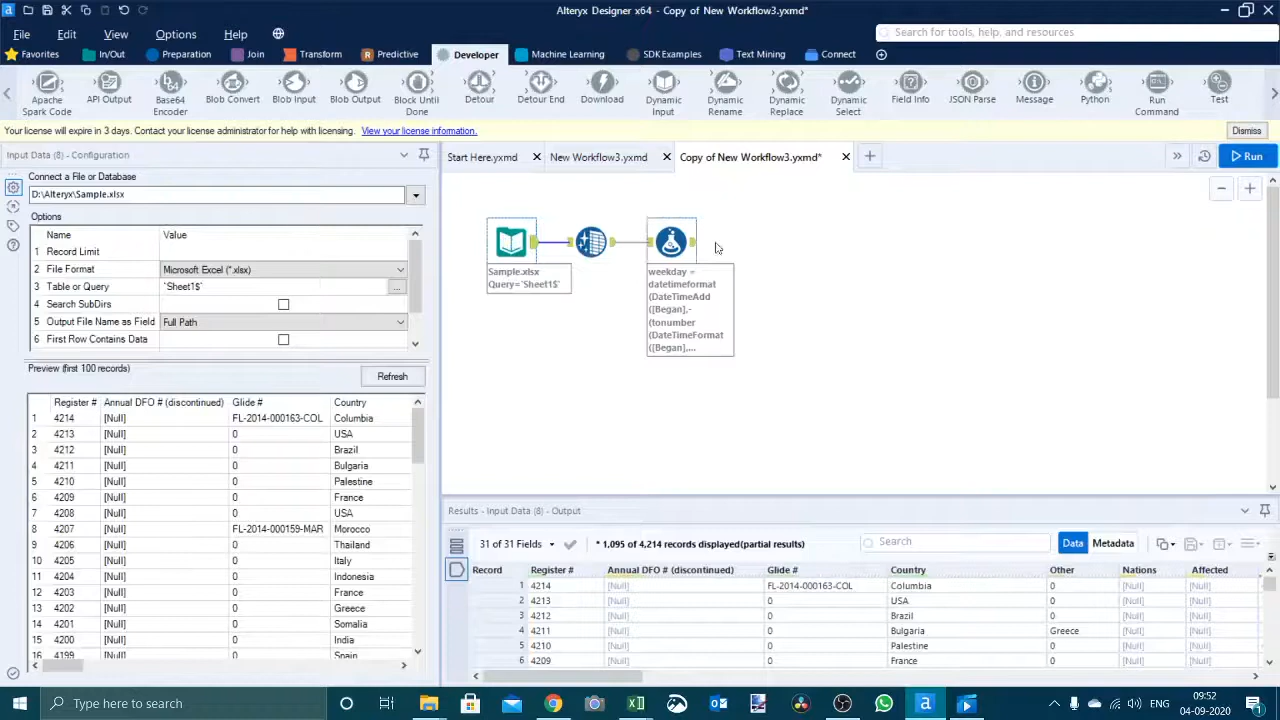 Alteryx Designer x64 - Copy of New Workflow3.yxmd*
File Edit View Options Help
Search for tools, help, and resources
Favorites In/Out Preparation Join Transform Predictive Developer Machine Learning SDK Examples Text Mining Connect
Apache Spark Code
API Output
Base64 Encoder
Blob Convert
Blob Input
Blob Output
Block Until Done
Detour
Detour End
Download
Dynamic Input
Dynamic Rename
Dynamic Replace
Dynamic Select
Field Info
JSON Parse
Message
Python
Run Command
Test
Your license will expire in 3 days. Contact your license administrator for help with licensing. View your license information. Dismiss
Input Data (8) - Configuration
Connect a File or Database
D:\Alteryx\Sample.xlsx
Options
Name Value
1 Record Limit
2 File Format Microsoft Excel (*.xlsx)
3 Table or Query `Sheet1$` ...
4 Search SubDirs
5 Output File Name as Field Full Path
6 First Row Contains Data
Preview (first 100 records) Refresh
Register # Annual DFO # (discontinued) Glide # Country
1 4214 [Null] FL-2014-000163-COL Columbia
2 4213 [Null] 0 USA
3 4212 [Null] 0 Brazil
4 4211 [Null] 0 Bulgaria
5 4210 [Null] 0 Palestine
6 4209 [Null] 0 France
7 4208 [Null] 0 USA
8 4207 [Null] FL-2014-000159-MAR Morocco
9 4206 [Null] 0 Thailand
10 4205 [Null] 0 Italy
11 4204 [Null] 0 Indonesia
12 4203 [Null] 0 France
13 4202 [Null] 0 Greece
14 4201 [Null] 0 Somalia
15 4200 [Null] 0 India
16 4199 [Null] 0 Spain
Start Here.yxmd New Workflow3.yxmd Copy of New Workflow3.yxmd* Run
Sample.xlsx
Query=`Sheet1$`
weekday =
datetimeformat
(DateTimeAdd
([Began],-
(tonumber
(DateTimeFormat
([Began],...
Results - Input Data (8) - Output
31 of 31 Fields * 1,095 of 4,214 records displayed(partial results) Search Data Metadata
Record Register # Annual DFO # (discontinued) Glide # Country Other Nations Affected
1 4214 [Null] FL-2014-000163-COL Columbia 0 [Null] [Null]
2 4213 [Null] 0 USA 0 [Null] [Null]
3 4212 [Null] 0 Brazil 0 [Null] [Null]
4 4211 [Null] 0 Bulgaria Greece [Null] [Null]
5 4210 [Null] 0 Palestine 0 [Null] [Null]
6 4209 [Null] 0 France 0 [Null] [Null]
Type here to search
ENG
09:52
04-09-2020